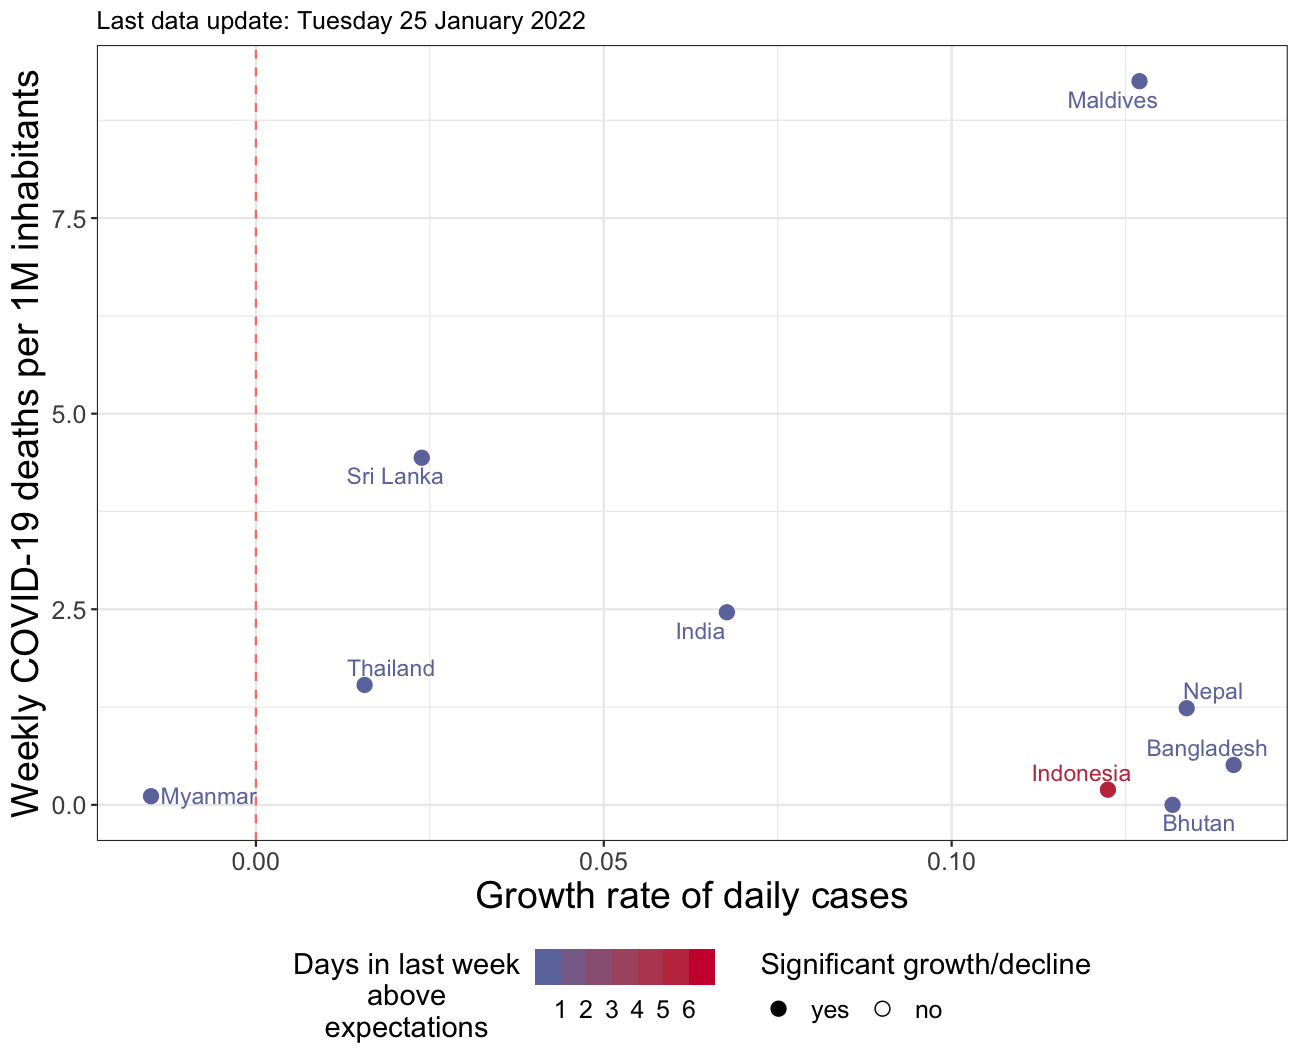 Last data update: Tuesday 25 January 2022
Weekly COVID-19 deaths per 1M inhabitants
7.5
5.0
2.5
0.0
Maldives
Sri Lanka
India
Thailand
Nepal
Bangladesh
Indonesia
Myanmar
Bhutan
0.00 0.05 0.10
Growth rate of daily cases
Days in last week
above
expectations
1 2 3 4 5 6
Significant growth/decline
yes no